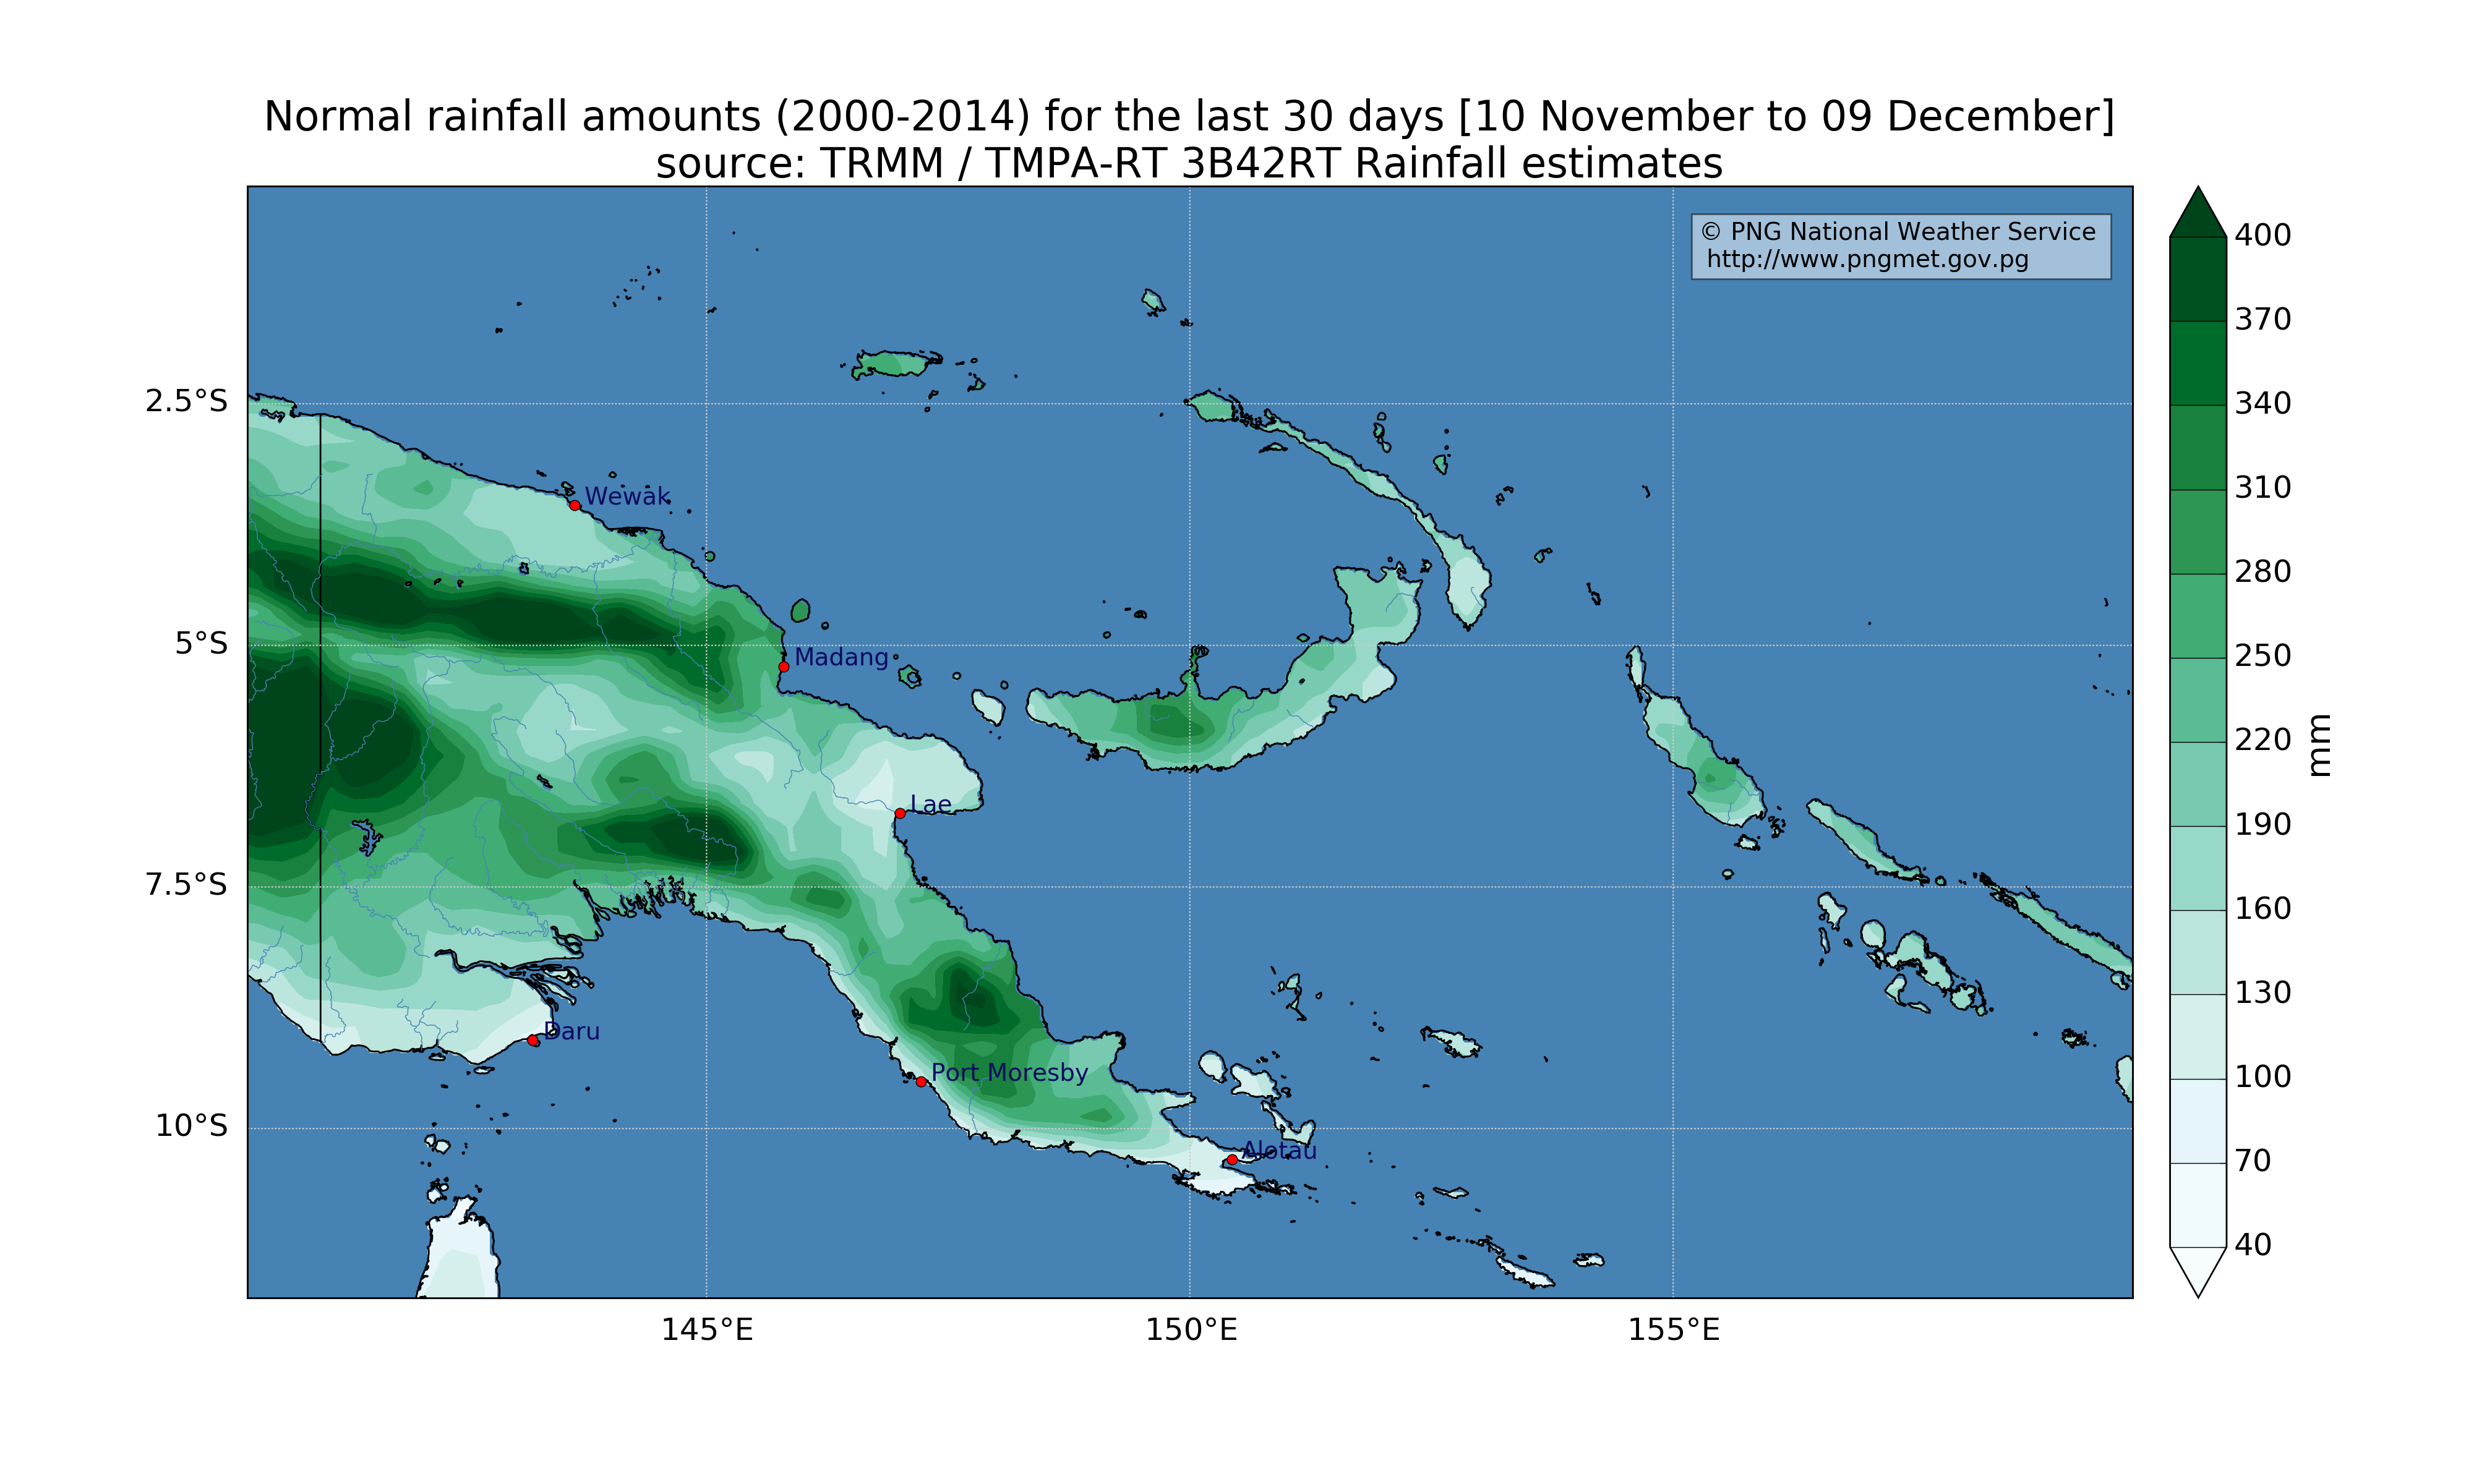 Normal rainfall amounts (2000-2014) for the last 30 days [10 November to 09 December]
source: TRMM / TMPA-RT 3B42RT Rainfall estimates
© PNG National Weather Service
http://www.pngmet.gov.pg
400
370
340
310
280
250
220
190
160
130
100
70
40
mm
2.5°S
5°S
7.5°S
10°S
Wewak
Madang
Lae
Daru
Port Moresby
Alotau
145°E
150°E
155°E